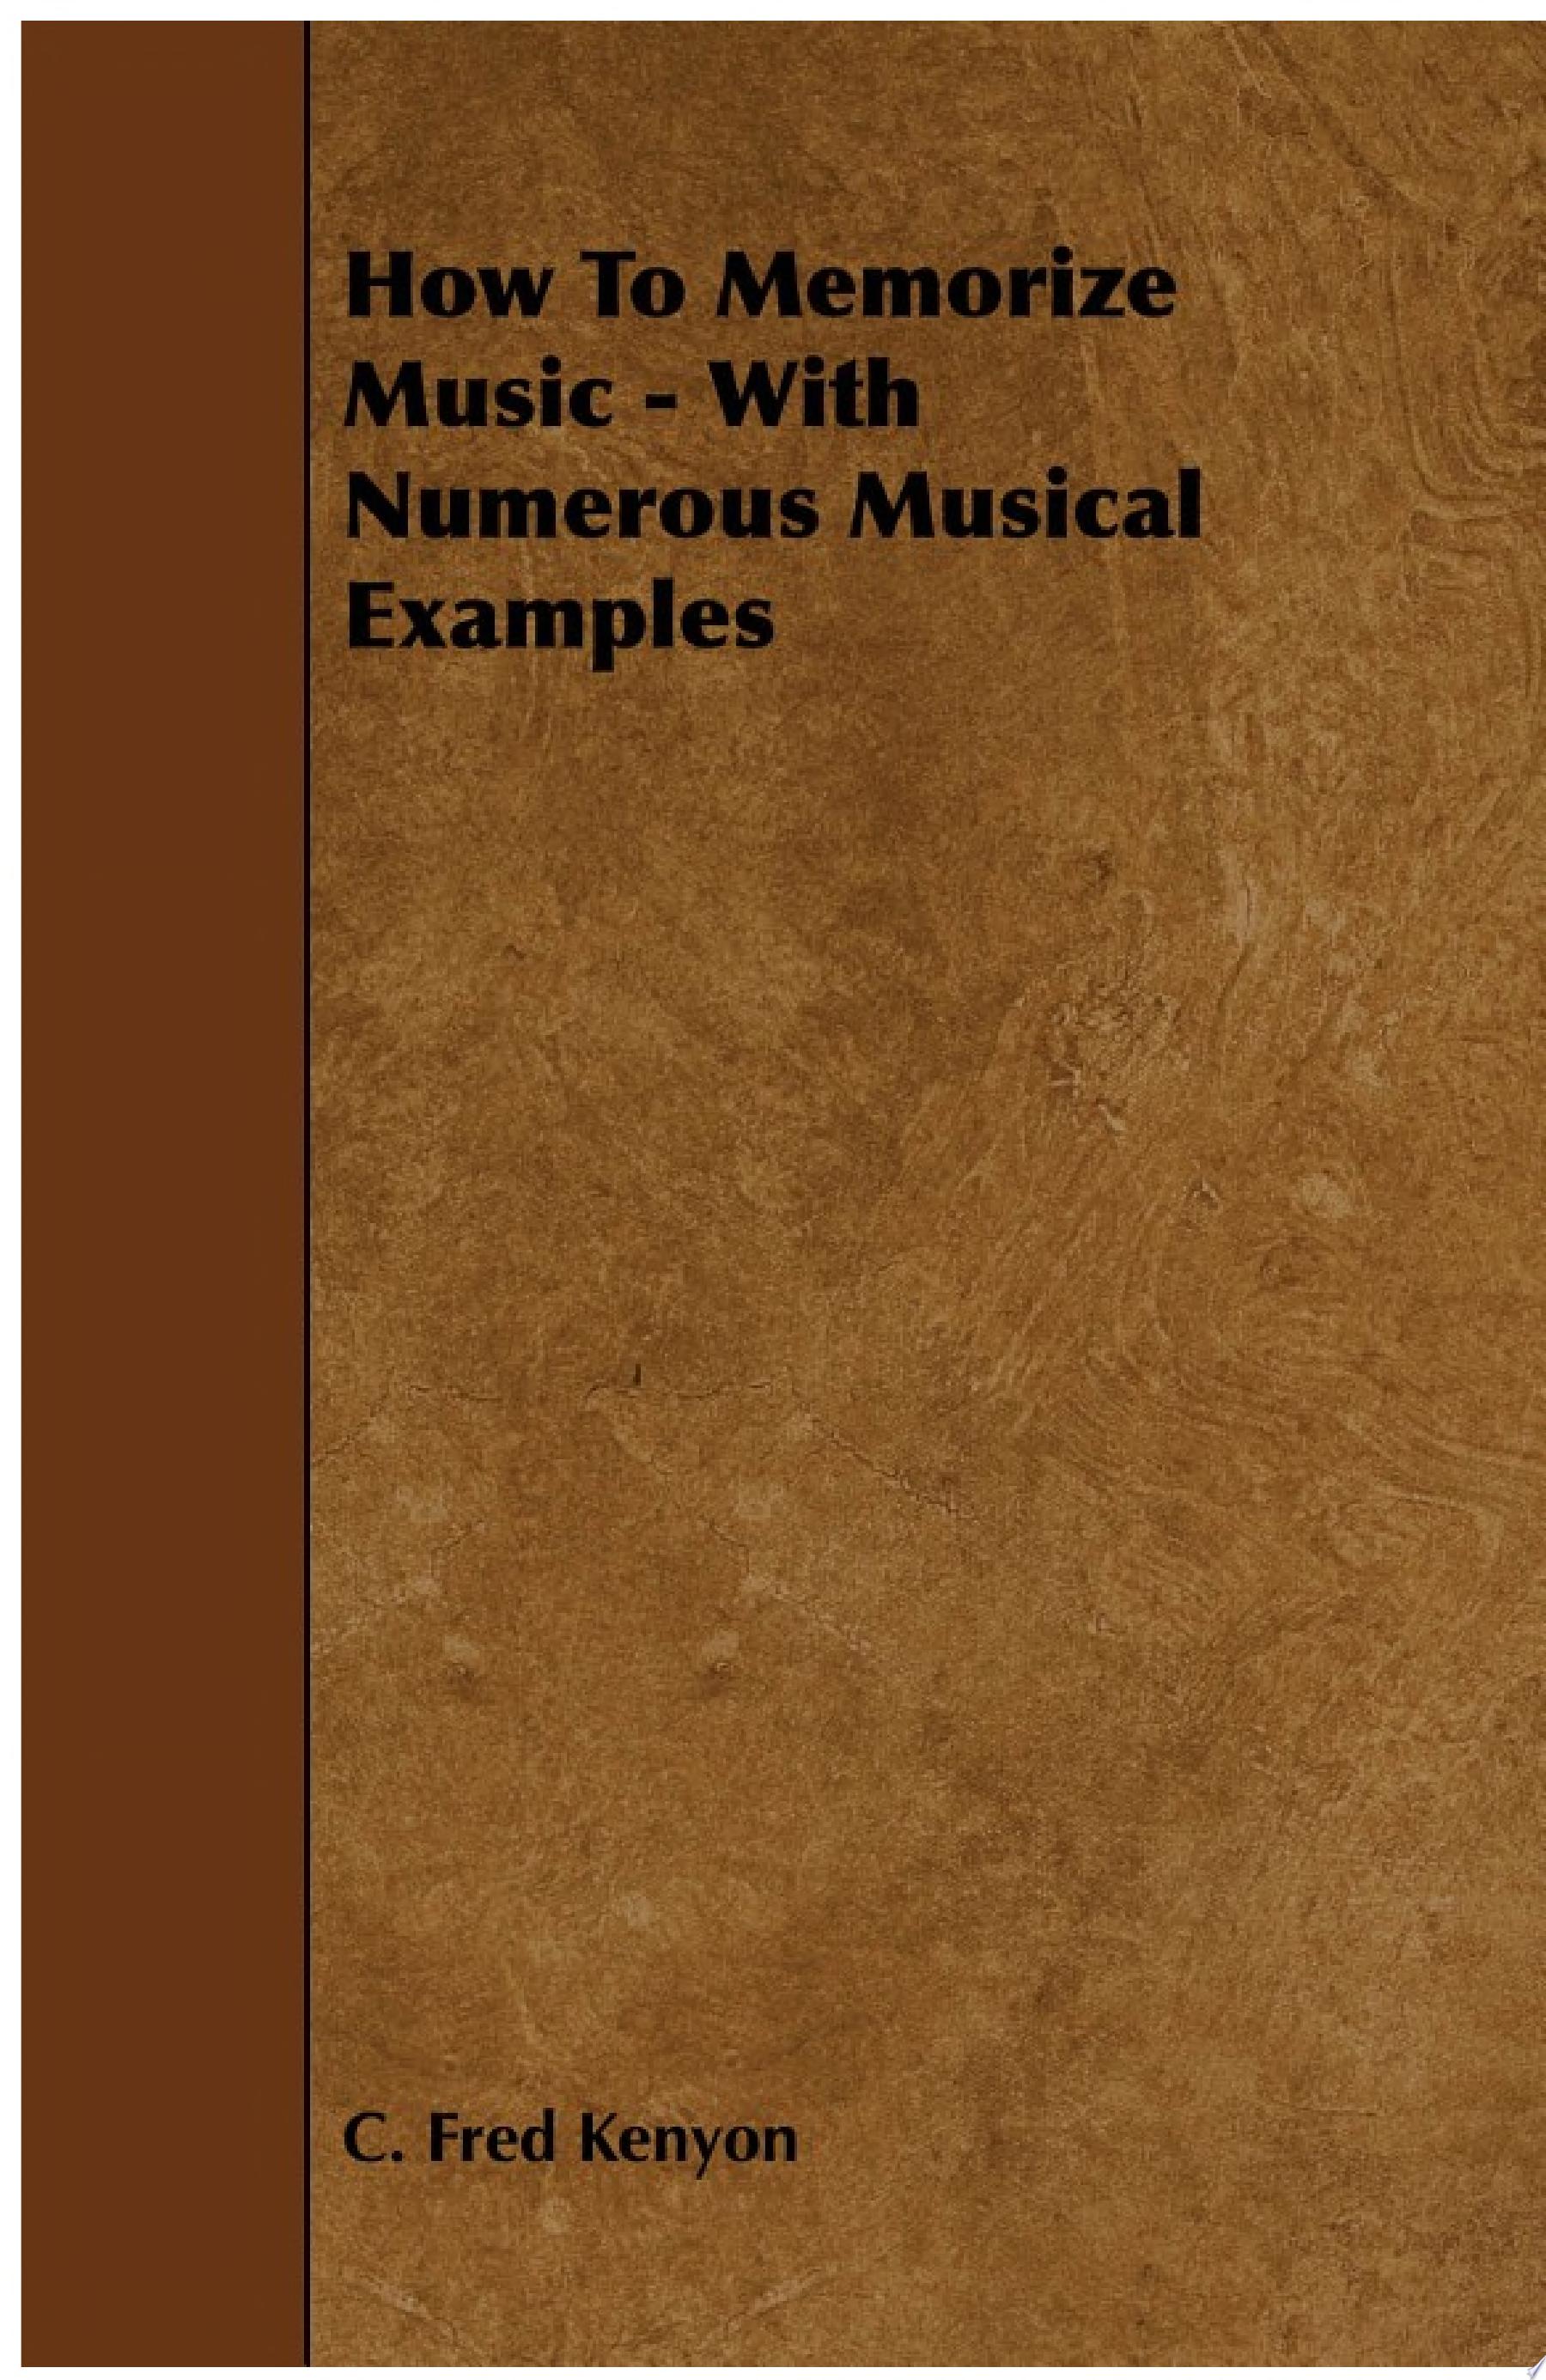 How To Memorize
Music - With
Numerous Musical
Examples
C. Fred Kenyon